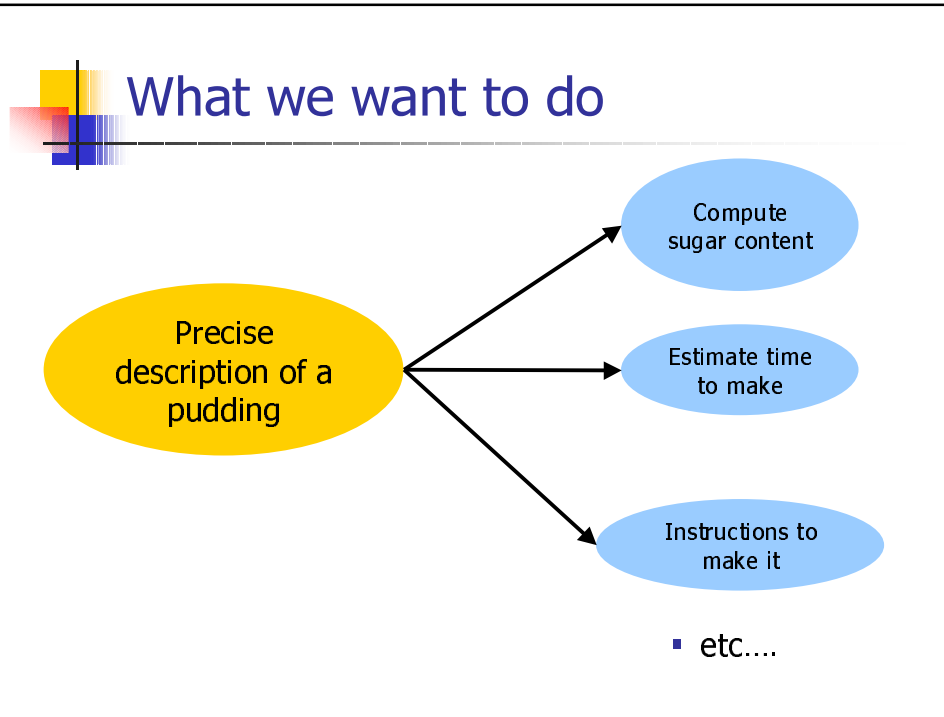 What we want to do
Compute
sugar content
Precise
description of a
pudding
Estimate time
to make
Instructions to
make it
etc….